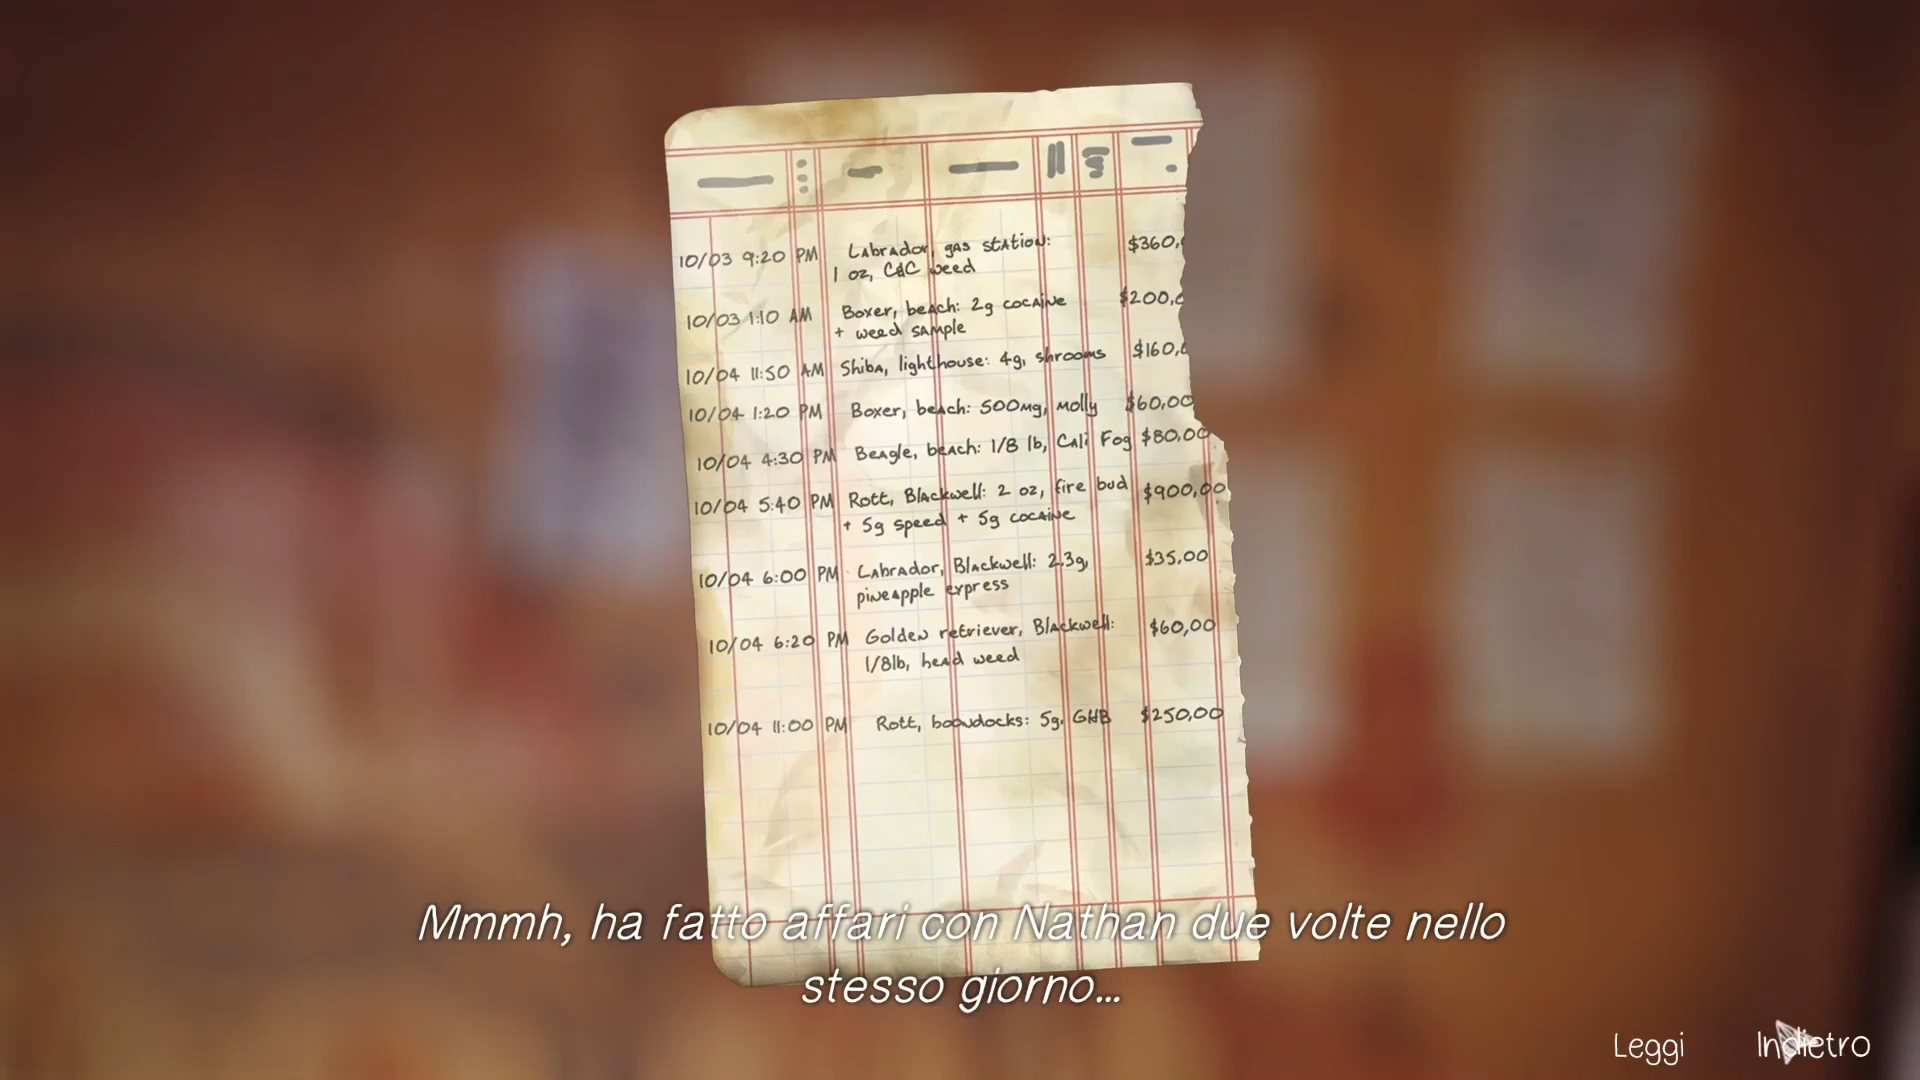 10/03 9:20 PM Labrador, gas station: $360,
1 oz, C&C weed
10/03 1:10 AM Boxer, beach: 2g cocaine $200,0
+ weed sample
10/04 11:50 AM Shiba, lighthouse: 4g, shrooms $160,0
10/04 1:20 PM Boxer, beach: 500mg, molly $60,00
10/04 4:30 PM Beagle, beach: 1/8 lb, Cali Fog $80,00
10/04 5:40 PM Rott, Blackwell: 2 oz, fire bud $900,00
+ 5g speed + 5g cocaine
10/04 6:00 PM Labrador, Blackwell: 2.3g, $35,00
pineapple express
10/04 6:20 PM Golden retriever, Blackwell: $60,00
1/8lb, head weed
10/04 11:00 PM Rott, boowdocks: 5g, GHB $250,00
Mmmh, ha fatto affari con Nathan due volte nello
stesso giorno...
Leggi Indietro